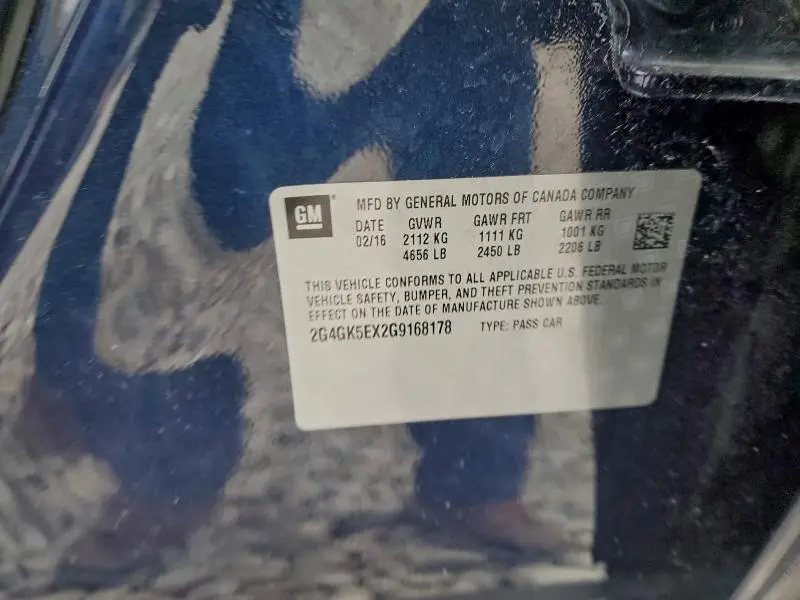 GM
MFD BY GENERAL MOTORS OF CANADA COMPANY
DATE GVWR GAWR FRT GAWR RR
02/16 2112 KG 1111 KG 1001 KG
4656 LB 2450 LB 2206 LB
THIS VEHICLE CONFORMS TO ALL APPLICABLE U.S. FEDERAL MOTOR
VEHICLE SAFETY, BUMPER, AND THEFT PREVENTION STANDARDS IN
EFFECT ON THE DATE OF MANUFACTURE SHOWN ABOVE.
2G4GK5EX2G9168178 TYPE: PASS CAR